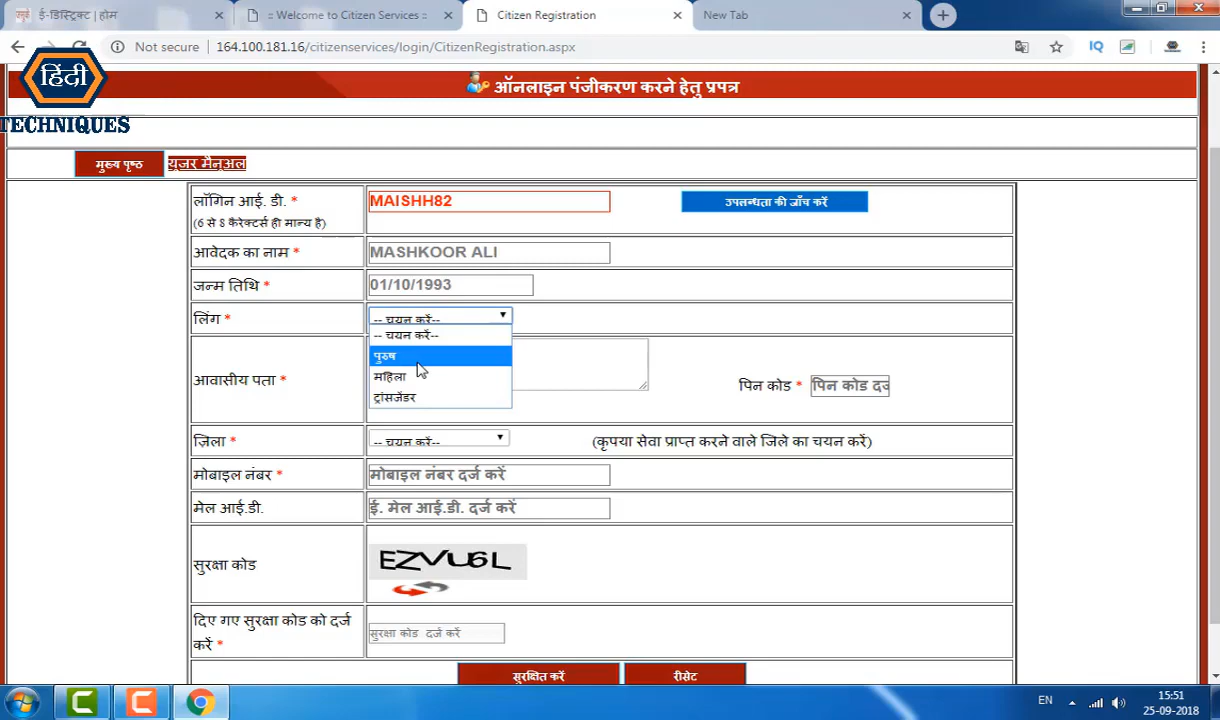 ई-डिस्ट्रिक्ट | होम
:: Welcome to Citizen Services ::
Citizen Registration
New Tab
Not secure
164.100.181.16/citizenservices/login/CitizenRegistration.aspx
IQ
हिंदी
TECHNIQUES
ऑनलाइन पंजीकरण करने हेतु प्रपत्र
मुख्य पृष्ठ
यूजर मैनुअल
लॉगिन आई. डी. *
(6 से 8 कैरेक्टर्स ही मान्य है)
MAISHH82
उपलब्धता की जाँच करें
आवेदक का नाम *
MASHKOOR ALI
जन्म तिथि *
01/10/1993
लिंग *
-- चयन करें--
-- चयन करें--
पुरुष
महिला
ट्रांसजेंडर
आवासीय पता *
पिन कोड *
पिन कोड दर
ज़िला *
-- चयन करें--
(कृपया सेवा प्राप्त करने वाले जिले का चयन करें)
मोबाइल नंबर *
मोबाइल नंबर दर्ज करें
मेल आई.डी.
ई. मेल आई.डी. दर्ज करें
सुरक्षा कोड
EZVU6L
दिए गए सुरक्षा कोड को दर्ज
करें *
सुरक्षा कोड दर्ज करें
सुरक्षित करें
रीसेट
EN
15:51
25-09-2018